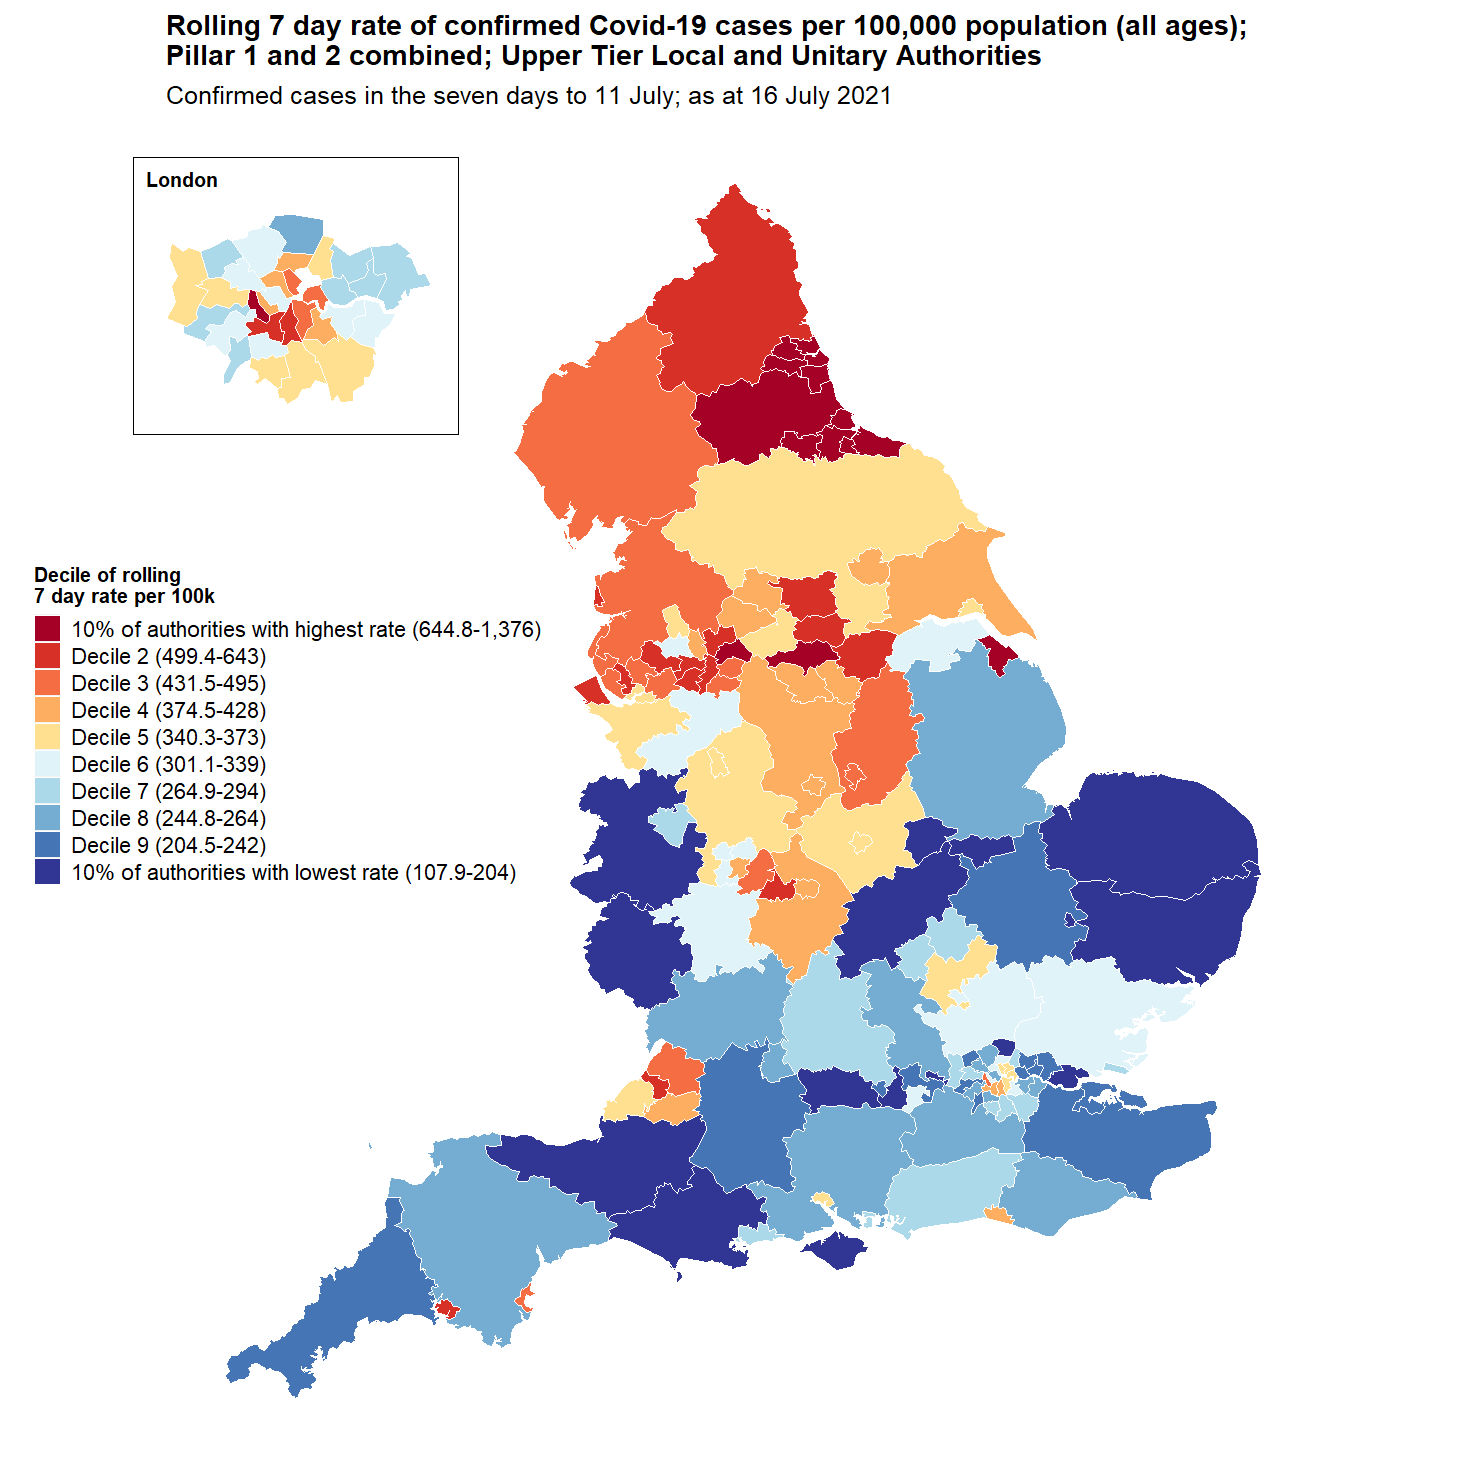 Rolling 7 day rate of confirmed Covid-19 cases per 100,000 population (all ages);
Pillar 1 and 2 combined; Upper Tier Local and Unitary Authorities
Confirmed cases in the seven days to 11 July; as at 16 July 2021
London
Decile of rolling
7 day rate per 100k
10% of authorities with highest rate (644.8-1,376)
Decile 2 (499.4-643)
Decile 3 (431.5-495)
Decile 4 (374.5-428)
Decile 5 (340.3-373)
Decile 6 (301.1-339)
Decile 7 (264.9-294)
Decile 8 (244.8-264)
Decile 9 (204.5-242)
10% of authorities with lowest rate (107.9-204)